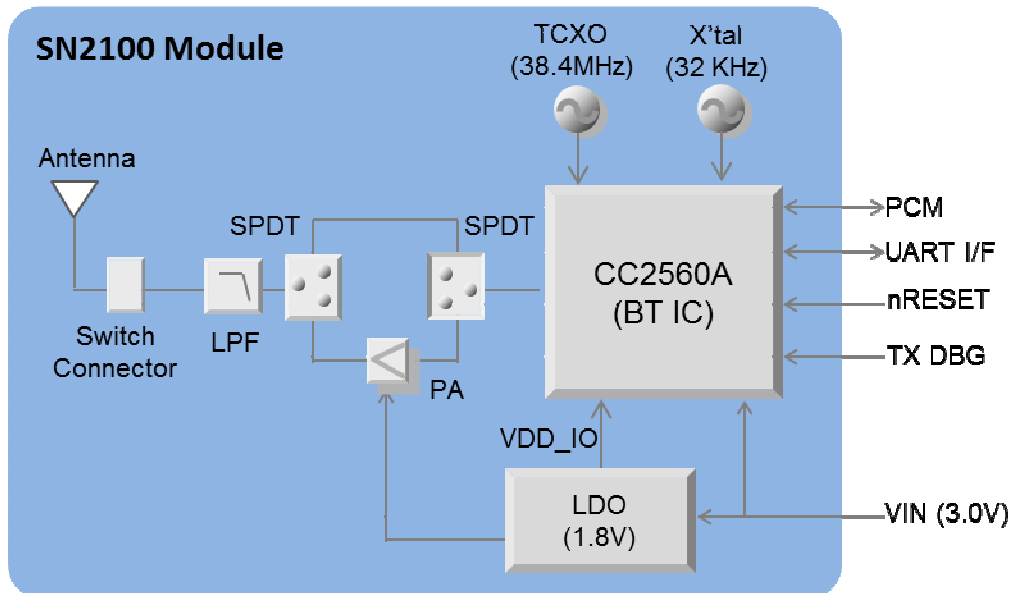 SN2100 Module
TCXO
(38.4MHz)
X'tal
(32 KHz)
Antenna
SPDT
SPDT
Switch
Connector
LPF
PA
CC2560A
(BT IC)
PCM
UART I/F
nRESET
TX DBG
VDD_IO
LDO
(1.8V)
VIN (3.0V)